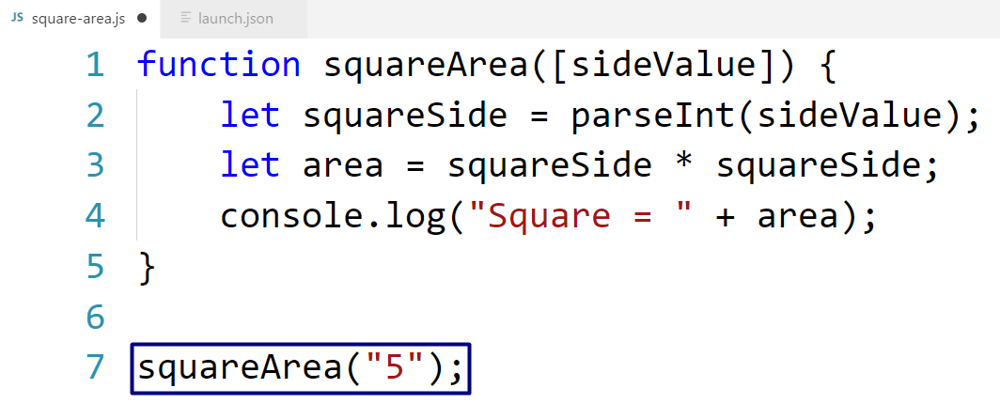 JS square-area.js ● launch.json
1 function squareArea([sideValue]) {
2     let squareSide = parseInt(sideValue);
3     let area = squareSide * squareSide;
4     console.log("Square = " + area);
5 }
6
7 squareArea("5");